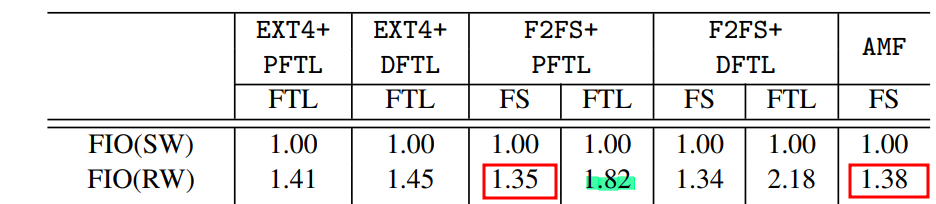 EXT4+ EXT4+ F2FS+ F2FS+ AMF
PFTL DFTL PFTL DFTL
FTL FTL FS FTL FS FTL FS
FIO(SW) 1.00 1.00 1.00 1.00 1.00 1.00 1.00
FIO(RW) 1.41 1.45 1.35 1.82 1.34 2.18 1.38